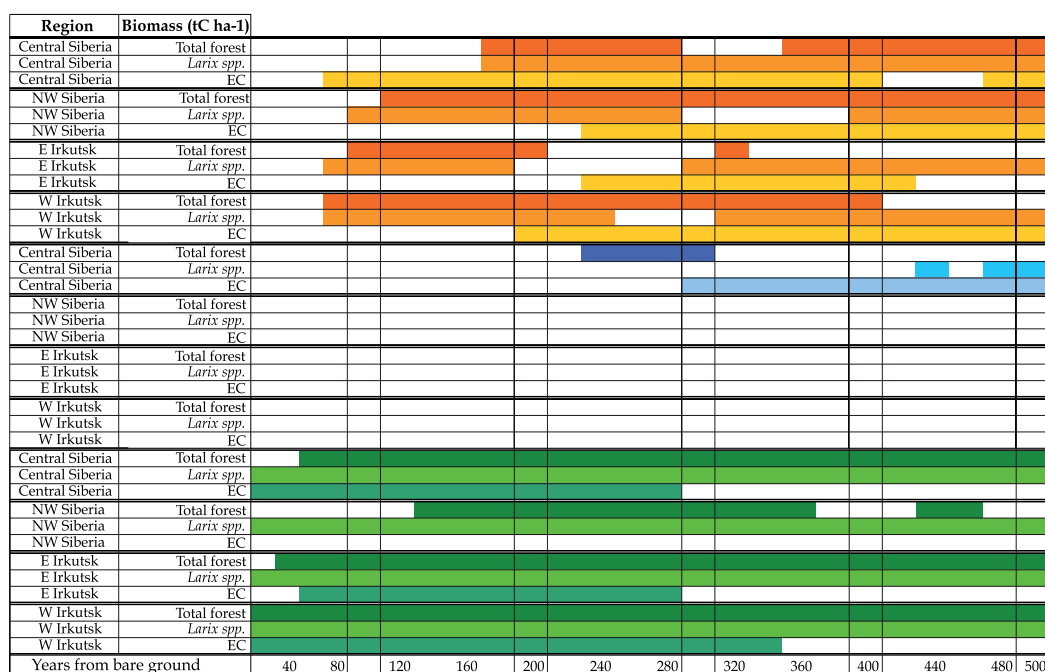 Region Biomass (tC ha-1)
Central Siberia Total forest
Central Siberia Larix spp.
Central Siberia EC
NW Siberia Total forest
NW Siberia Larix spp.
NW Siberia EC
E Irkutsk Total forest
E Irkutsk Larix spp.
E Irkutsk EC
W Irkutsk Total forest
W Irkutsk Larix spp.
W Irkutsk EC
Central Siberia Total forest
Central Siberia Larix spp.
Central Siberia EC
NW Siberia Total forest
NW Siberia Larix spp.
NW Siberia EC
E Irkutsk Total forest
E Irkutsk Larix spp.
E Irkutsk EC
W Irkutsk Total forest
W Irkutsk Larix spp.
W Irkutsk EC
Central Siberia Total forest
Central Siberia Larix spp.
Central Siberia EC
NW Siberia Total forest
NW Siberia Larix spp.
NW Siberia EC
E Irkutsk Total forest
E Irkutsk Larix spp.
E Irkutsk EC
W Irkutsk Total forest
W Irkutsk Larix spp.
W Irkutsk EC
Years from bare ground 40 80 120 160 200 240 280 320 360 400 440 480 500